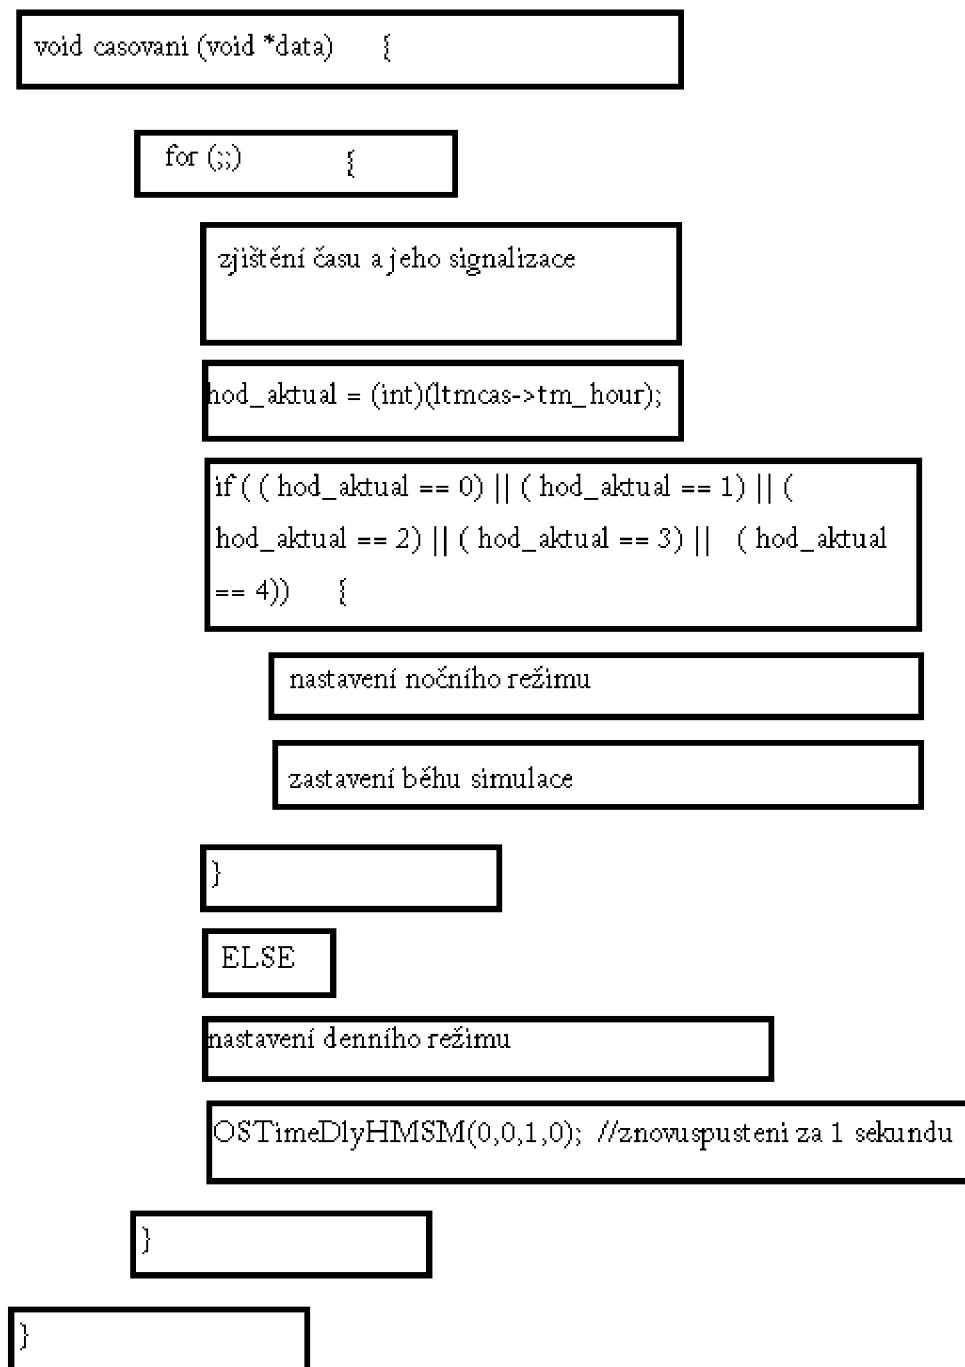 void casovani (void *data) {
for (;;) {
zjištění času a jeho signalizace
hod_aktual = (int)(ltmcas->tm_hour);
if ( ( hod_aktual == 0) || ( hod_aktual == 1) || (
hod_aktual == 2) || ( hod_aktual == 3) || ( hod_aktual
== 4)) {
nastavení nočního režimu
zastavení běhu simulace
}
ELSE
nastavení denního režimu
OSTimeDlyHMSM(0,0,1,0); //znovuspusteni za 1 sekundu
}
}